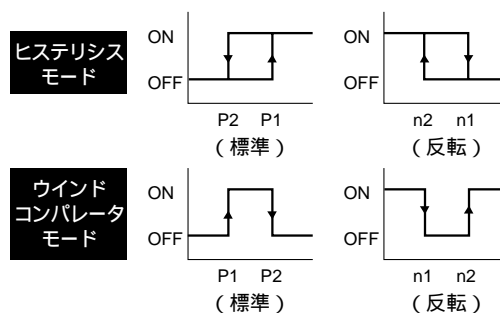 ヒステリシス
モード
ON
OFF
P2 P1
(標準)
ON
OFF
n2 n1
(反転)
ウインド
コンパレータ
モード
ON
OFF
P1 P2
(標準)
ON
OFF
n1 n2
(反転)